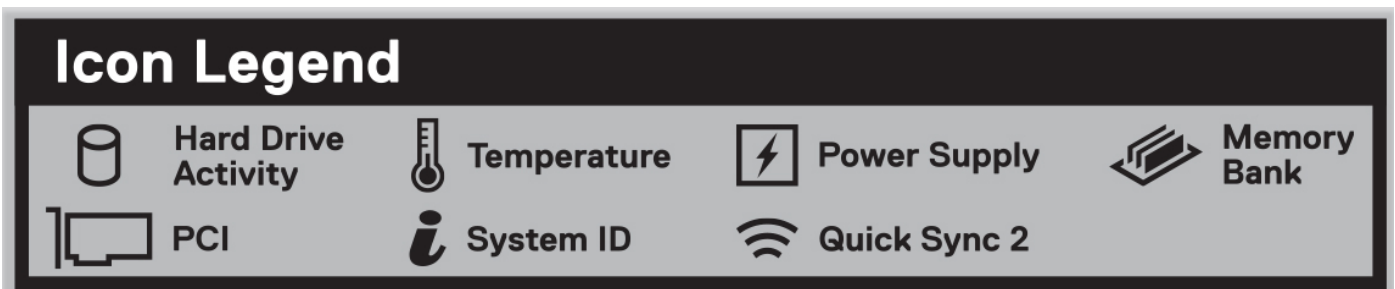 Icon Legend
Hard Drive
Activity
Temperature
Power Supply
Memory
Bank
PCI
System ID
Quick Sync 2